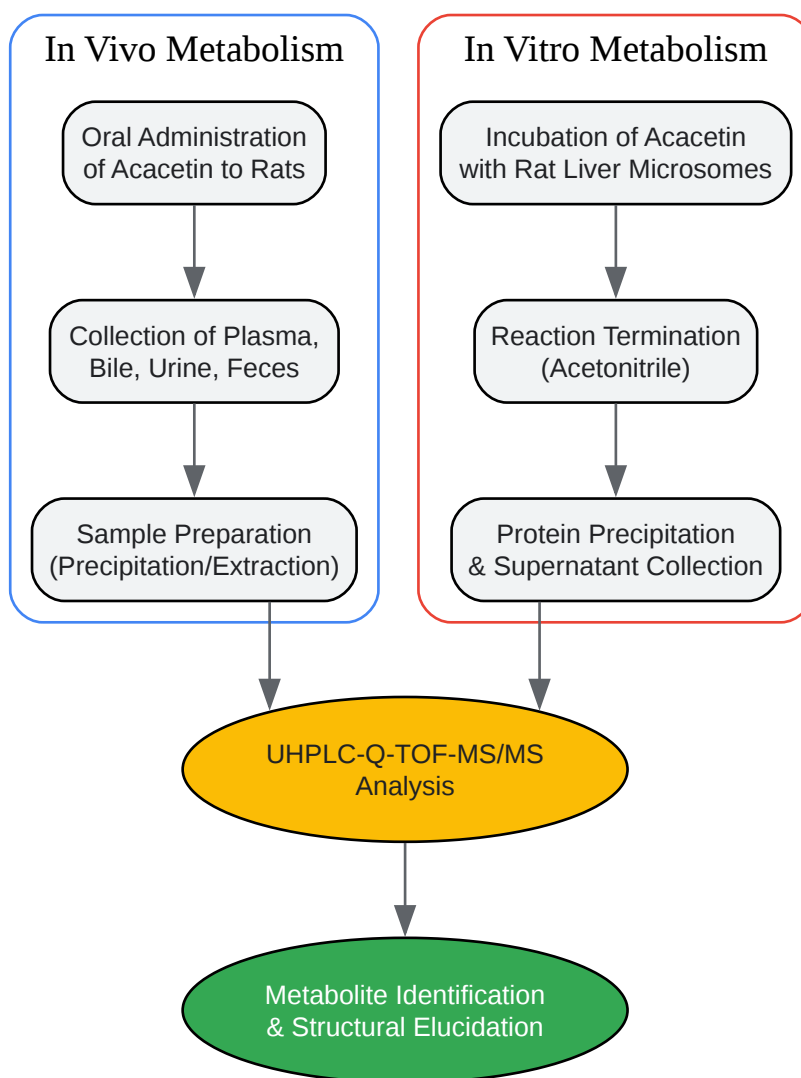 In Vivo Metabolism
Oral Administration
of Acacetin to Rats
Collection of Plasma,
Bile, Urine, Feces
Sample Preparation
(Precipitation/Extraction)
In Vitro Metabolism
Incubation of Acacetin
with Rat Liver Microsomes
Reaction Termination
(Acetonitrile)
Protein Precipitation
& Supernatant Collection
UHPLC-Q-TOF-MS/MS
Analysis
Metabolite Identification
& Structural Elucidation